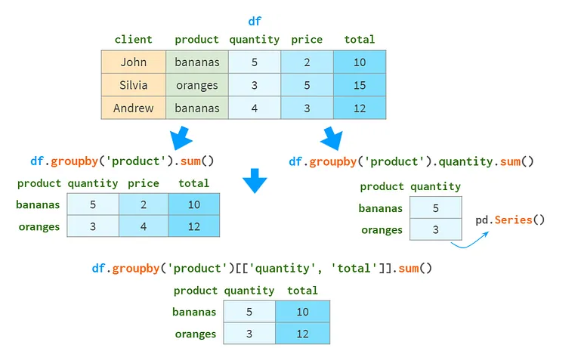 df
client product quantity price total
John bananas 5 2 10
Silvia oranges 3 5 15
Andrew bananas 4 3 12
df.groupby('product').sum()
product quantity price total
bananas 5 2 10
oranges 3 4 12
df.groupby('product').quantity.sum()
product quantity
bananas 5
oranges 3
pd.Series()
df.groupby('product')[['quantity', 'total']].sum()
product quantity total
bananas 5 10
oranges 3 12